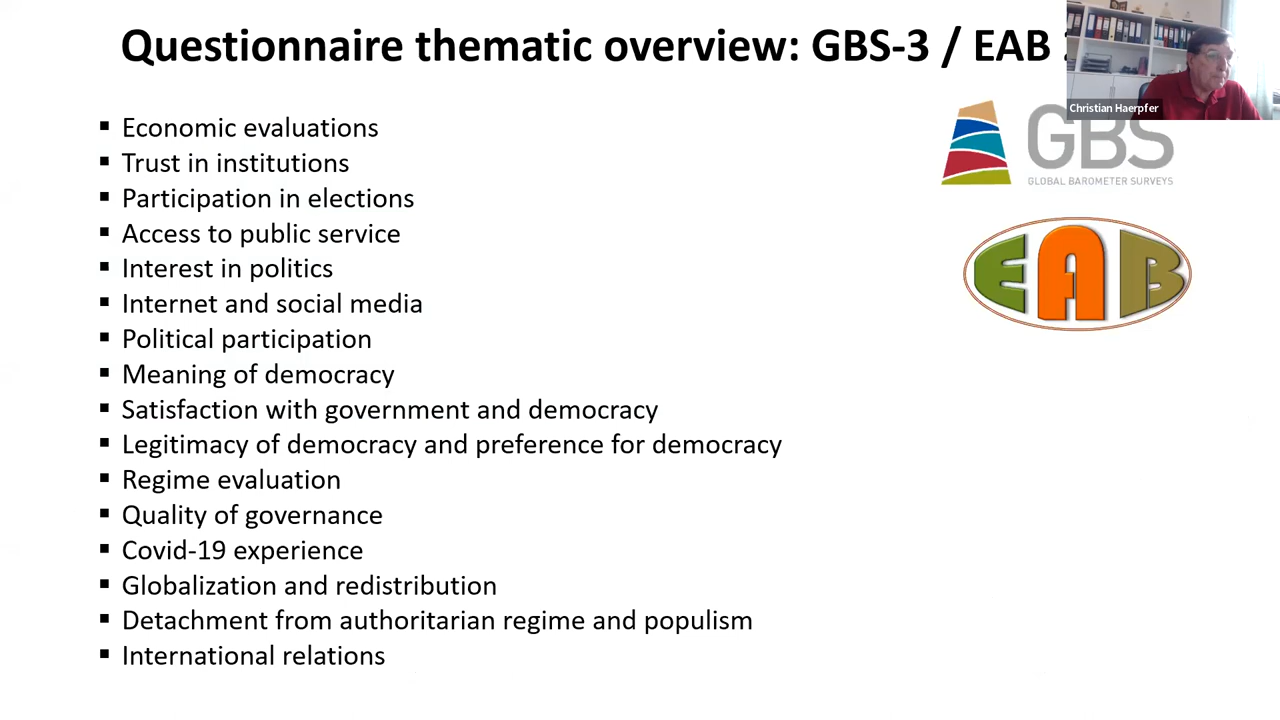 Questionnaire thematic overview: GBS-3 / EAB
Christian Haerpfer
▪ Economic evaluations
▪ Trust in institutions
▪ Participation in elections
▪ Access to public service
▪ Interest in politics
▪ Internet and social media
▪ Political participation
▪ Meaning of democracy
▪ Satisfaction with government and democracy
▪ Legitimacy of democracy and preference for democracy
▪ Regime evaluation
▪ Quality of governance
▪ Covid-19 experience
▪ Globalization and redistribution
▪ Detachment from authoritarian regime and populism
▪ International relations
GBS
GLOBAL BAROMETER SURVEYS
EAB